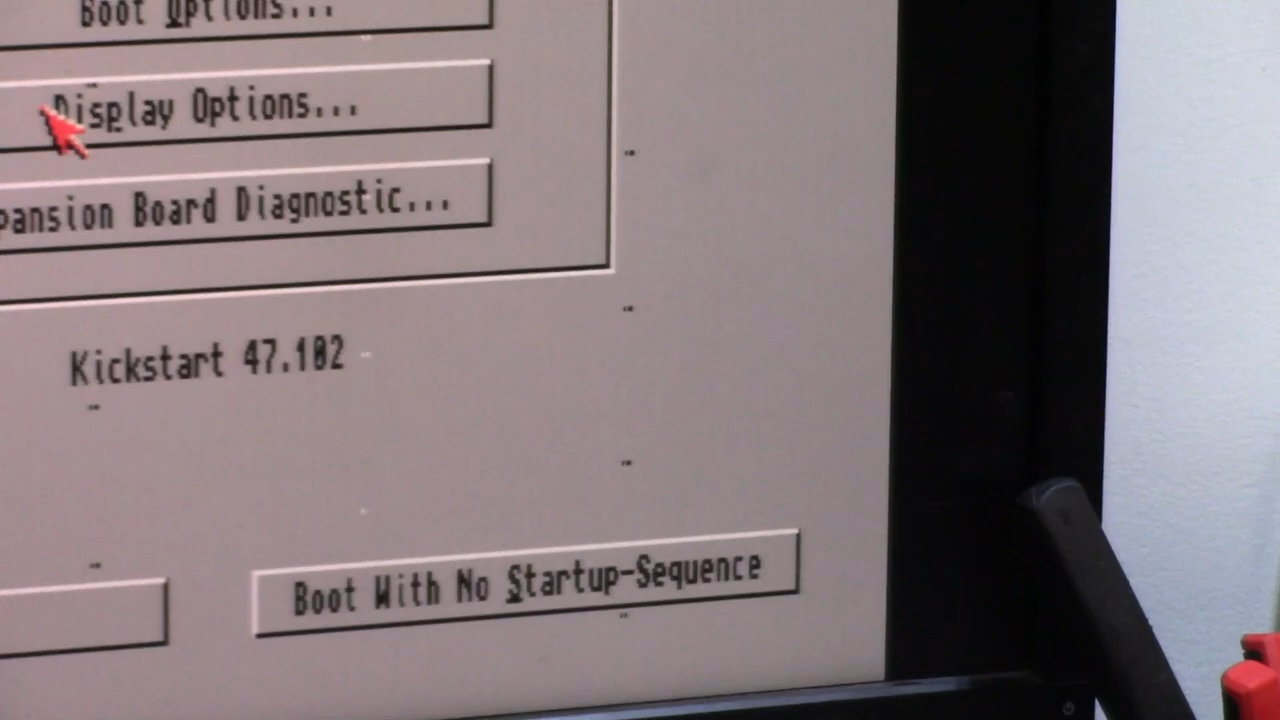 Boot Options...
Display Options...
pansion Board Diagnostic...
Kickstart 47.102
Boot With No Startup-Sequence